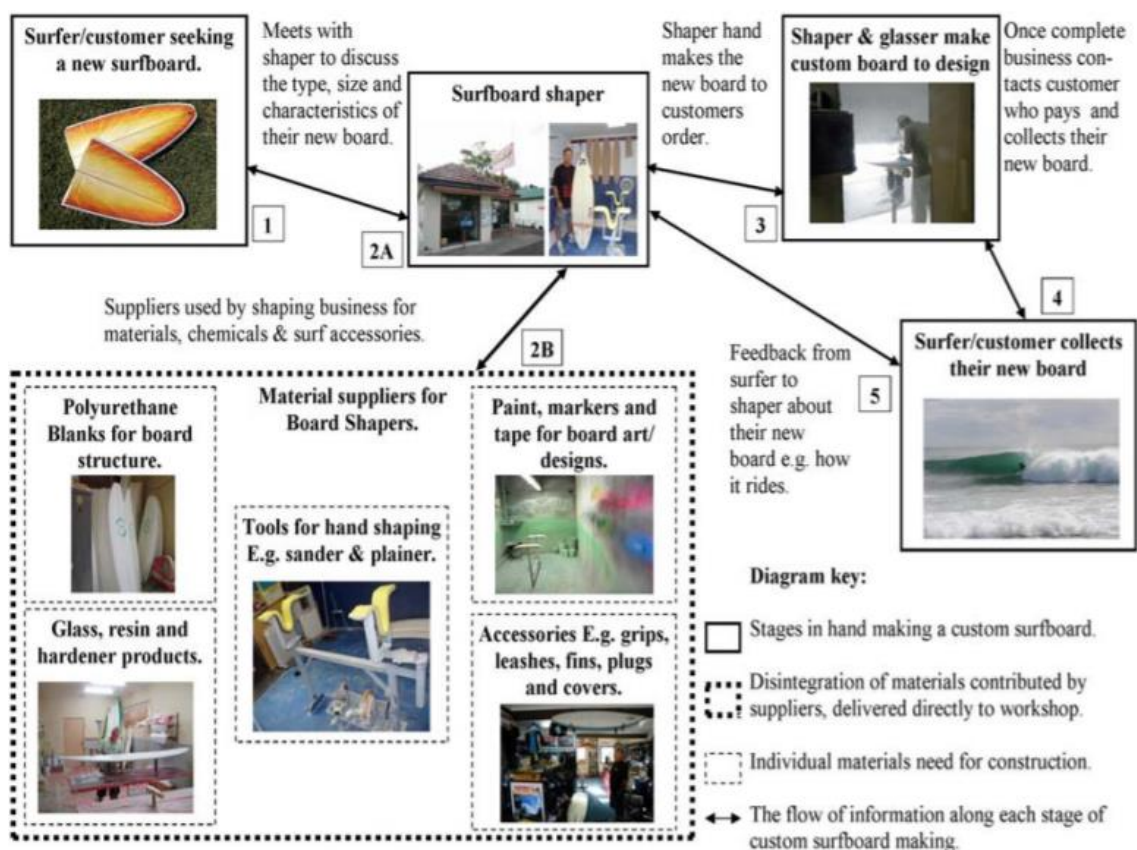 Surfer/customer seeking
a new surfboard.
1
Meets with
shaper to discuss
the type, size and
characteristics of
their new board.
Surfboard shaper
2A
Shaper hand
makes the
new board to
customers
order.
3
Shaper & glasser make
custom board to design
Once complete
business con-
tacts customer
who pays and
collects their
new board.
4
Suppliers used by shaping business for
materials, chemicals & surf accessories.
2B
Feedback from
surfer to
shaper about
their new
board e.g. how
it rides.
5
Surfer/customer collects
their new board
Material suppliers for
Board Shapers.
Polyurethane
Blanks for board
structure.
Paint, markers and
tape for board art/
designs.
Tools for hand shaping
E.g. sander & plainer.
Glass, resin and
hardener products.
Accessories E.g. grips,
leashes, fins, plugs
and covers.
Diagram key:
Stages in hand making a custom surfboard.
Disintegration of materials contributed by
suppliers, delivered directly to workshop.
Individual materials need for construction.
The flow of information along each stage of
custom surfboard making.